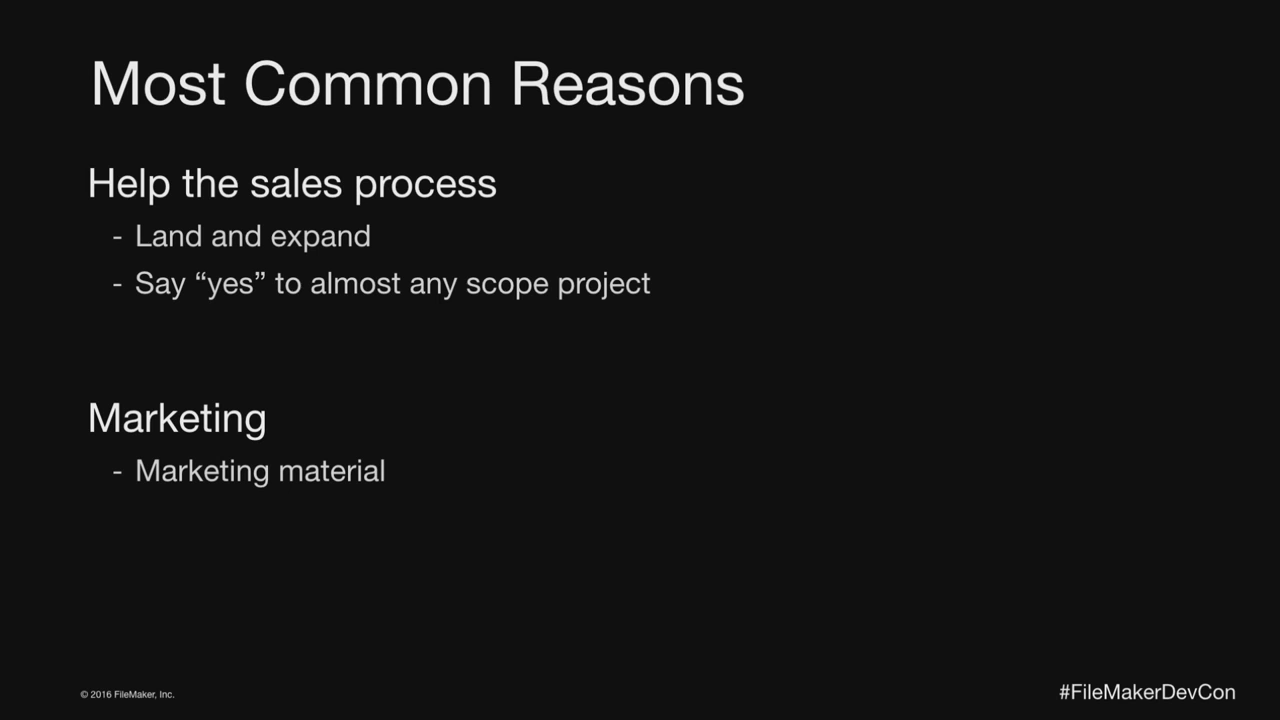 Most Common Reasons
Help the sales process
- Land and expand
- Say “yes” to almost any scope project
Marketing
- Marketing material
© 2016 FileMaker, Inc.
#FileMakerDevCon